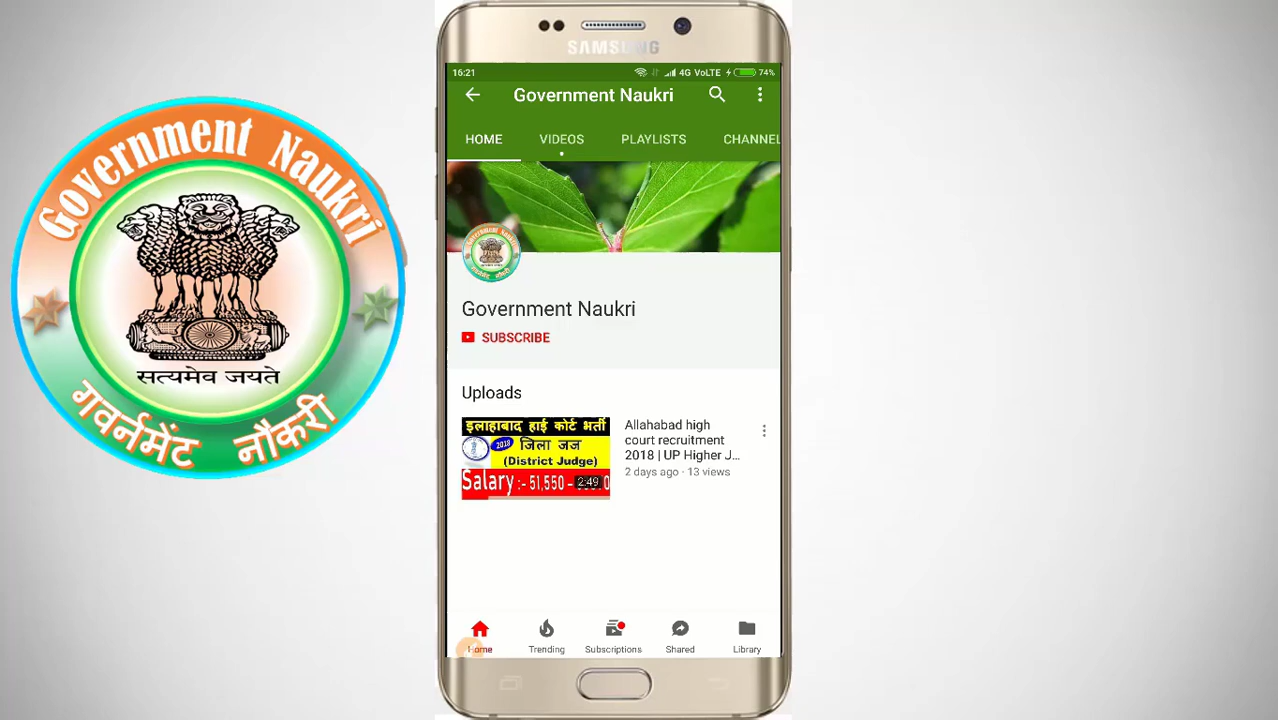 Government Naukri
सत्यमेव जयते
गवर्नमेंट नौकरी
SAMSUNG
16:21 4G VoLTE 74%
Government Naukri
HOME VIDEOS PLAYLISTS CHANNEL
Government Naukri
SUBSCRIBE
Uploads
इलाहाबाद हाई कोर्ट भर्ती
2018 जिला जज
(District Judge)
Salary :- 51,550 -
2:49
Allahabad high
court recruitment
2018 | UP Higher J...
2 days ago · 13 views
Home Trending Subscriptions Shared Library